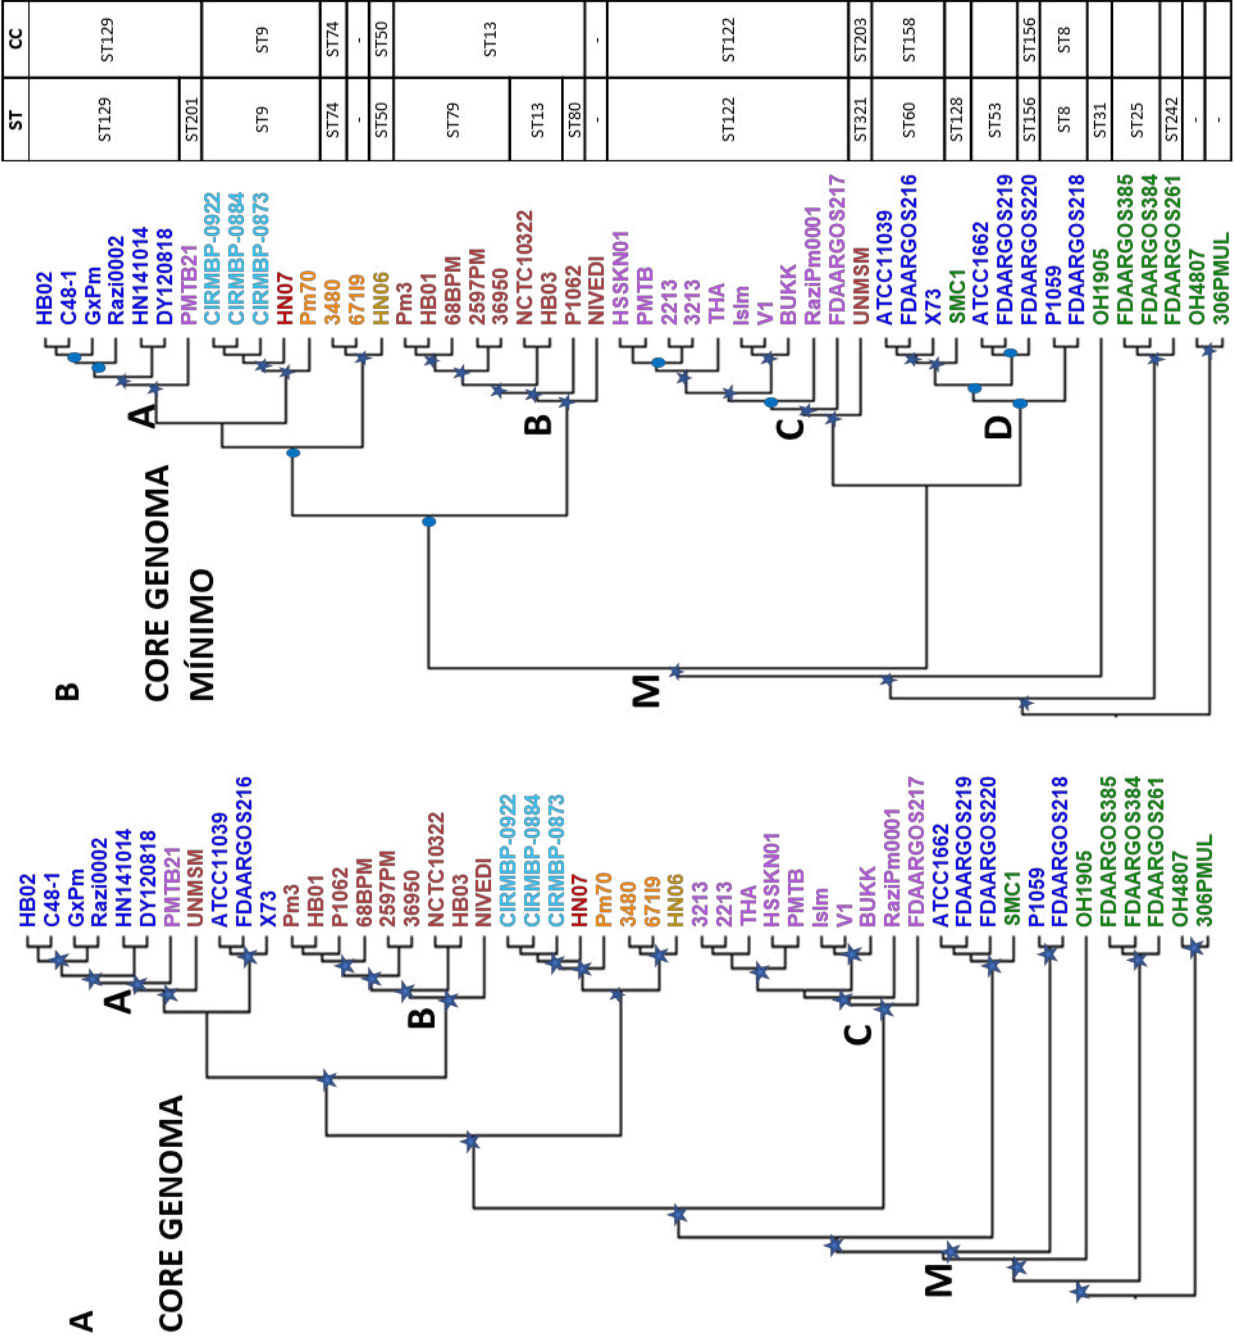 A
CORE GENOMA
HB02
C48-1
GxPm
Razi0002
HN141014
DY120818
PMTB21
UNMSM
ATCC11039
FDAARGOS216
X73
Pm3
HB01
P1062
68BPM
2597PM
36950
NCTC10322
HB03
NIVEDI
CIRMBP-0922
CIRMBP-0884
CIRMBP-0873
HN07
Pm70
3480
671I9
HN06
3213
2213
THA
HSSKN01
PMTB
Islm
V1
BUKK
RaziPm0001
FDAARGOS217
ATCC1662
FDAARGOS219
FDAARGOS220
SMC1
P1059
FDAARGOS218
OH1905
FDAARGOS385
FDAARGOS384
FDAARGOS261
OH4807
306PMUL
A
B
C
M
B
CORE GENOMA
MÍNIMO
HB02
C48-1
GxPm
Razi0002
HN141014
DY120818
PMTB21
CIRMBP-0922
CIRMBP-0884
CIRMBP-0873
HN07
Pm70
3480
671I9
HN06
Pm3
HB01
68BPM
2597PM
36950
NCTC10322
HB03
P1062
NIVEDI
HSSKN01
PMTB
2213
3213
THA
Islm
V1
BUKK
RaziPm0001
FDAARGOS217
UNMSM
ATCC11039
FDAARGOS216
X73
SMC1
ATCC1662
FDAARGOS219
FDAARGOS220
P1059
FDAARGOS218
OH1905
FDAARGOS385
FDAARGOS384
FDAARGOS261
OH4807
306PMUL
A
B
C
D
M
ST CC
ST129 ST129
ST201
ST9 ST9
ST74 ST74
- -
ST50 ST50
ST79 ST13
ST13
ST80
- -
ST122 ST122
ST321 ST203
ST60 ST158
ST128
ST53
ST156 ST156
ST8 ST8
ST31
ST25
ST242
-
-